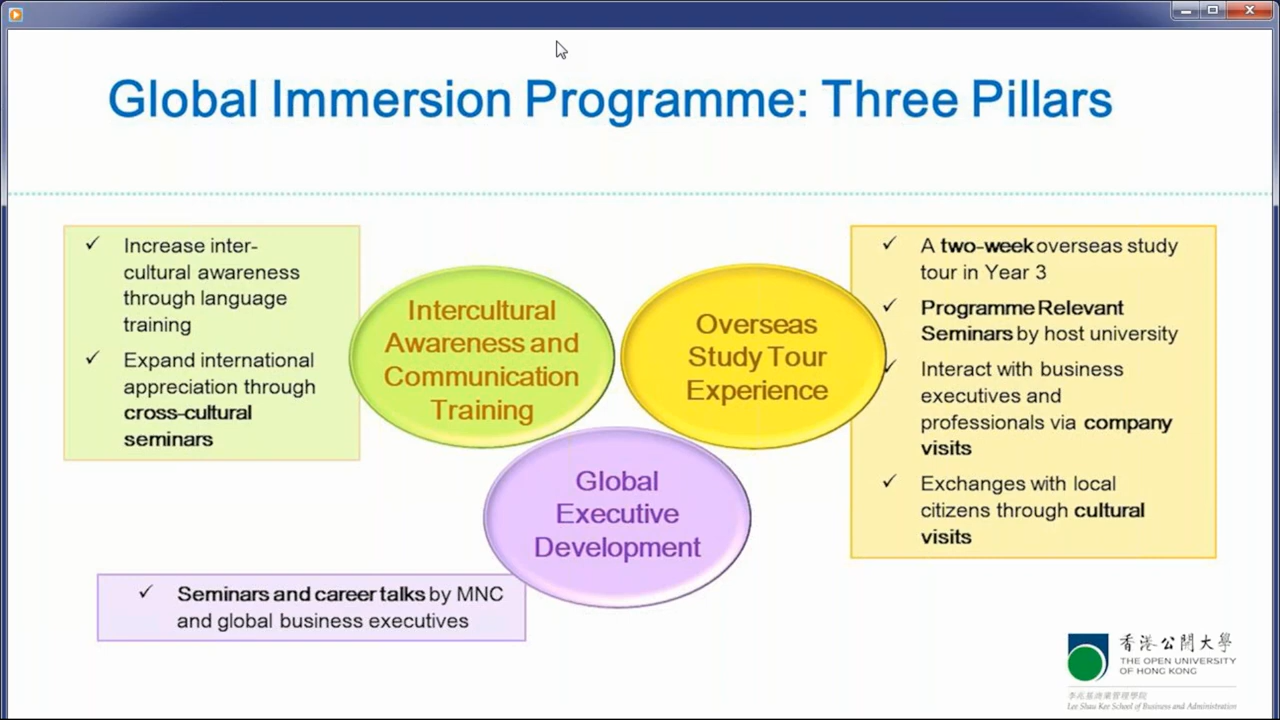 Global Immersion Programme: Three Pillars
Increase inter-
cultural awareness
through language
training
Expand international
appreciation through
cross-cultural
seminars
Intercultural
Awareness and
Communication
Training
Overseas
Study Tour
Experience
A two-week overseas study
tour in Year 3
Programme Relevant
Seminars by host university
Interact with business
executives and
professionals via company
visits
Exchanges with local
citizens through cultural
visits
Global
Executive
Development
Seminars and career talks by MNC
and global business executives
香港公開大學
THE OPEN UNIVERSITY
OF HONG KONG
李兆基商業管理學院
Lee Shau Kee School of Business and Administration